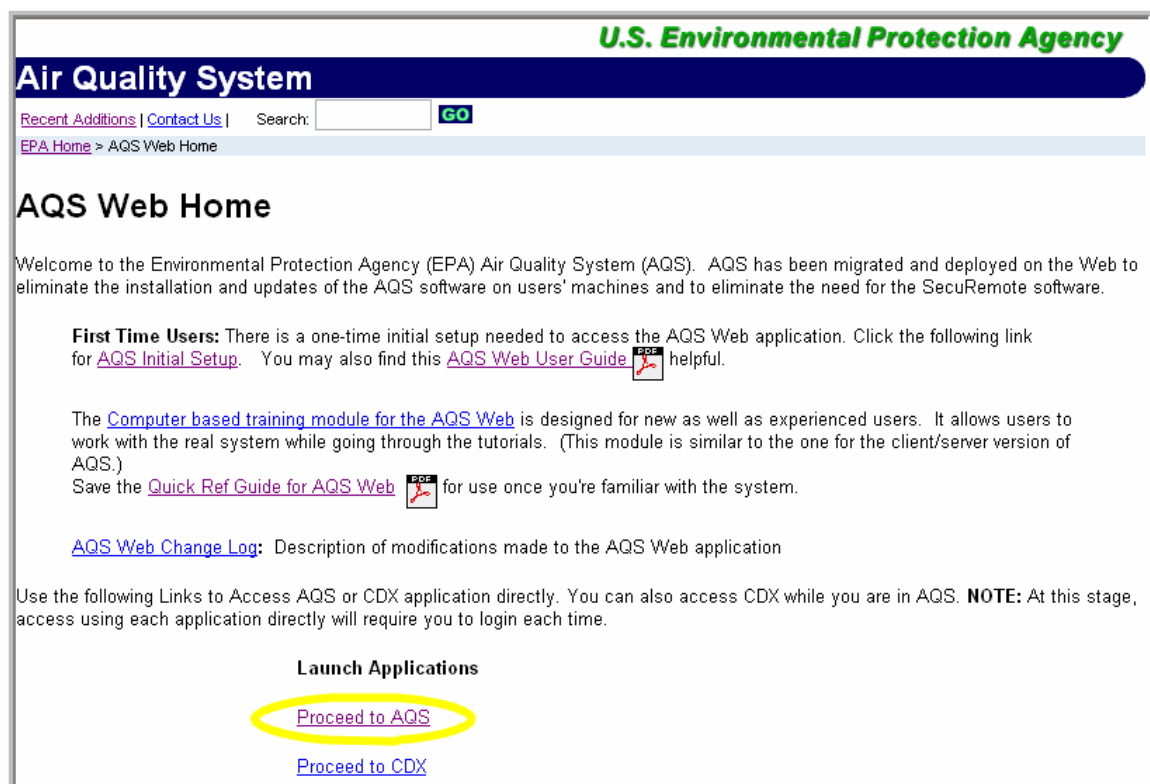 U.S. Environmental Protection Agency
Air Quality System
Recent Additions | Contact Us | Search: GO
EPA Home > AQS Web Home
AQS Web Home
Welcome to the Environmental Protection Agency (EPA) Air Quality System (AQS). AQS has been migrated and deployed on the Web to
eliminate the installation and updates of the AQS software on users' machines and to eliminate the need for the SecuRemote software.
First Time Users: There is a one-time initial setup needed to access the AQS Web application. Click the following link
for AQS Initial Setup. You may also find this AQS Web User Guide PDF helpful.
The Computer based training module for the AQS Web is designed for new as well as experienced users. It allows users to
work with the real system while going through the tutorials. (This module is similar to the one for the client/server version of
AQS.)
Save the Quick Ref Guide for AQS Web PDF for use once you're familiar with the system.
AQS Web Change Log: Description of modifications made to the AQS Web application
Use the following Links to Access AQS or CDX application directly. You can also access CDX while you are in AQS. NOTE: At this stage,
access using each application directly will require you to login each time.
Launch Applications
Proceed to AQS
Proceed to CDX